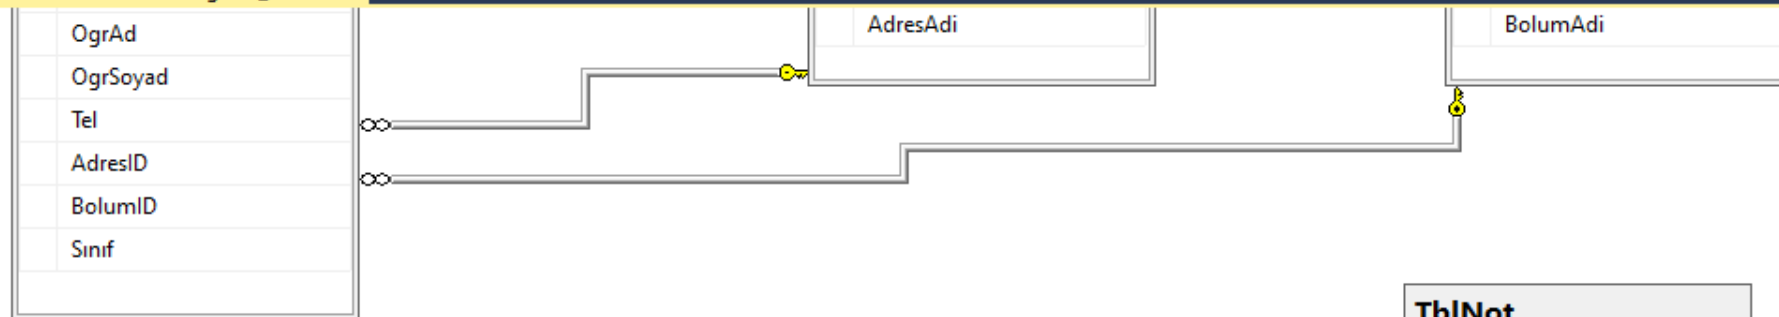 OgrAd
OgrSoyad
Tel
AdresID
BolumID
Sınıf
AdresAdi
BolumAdi
TblNot